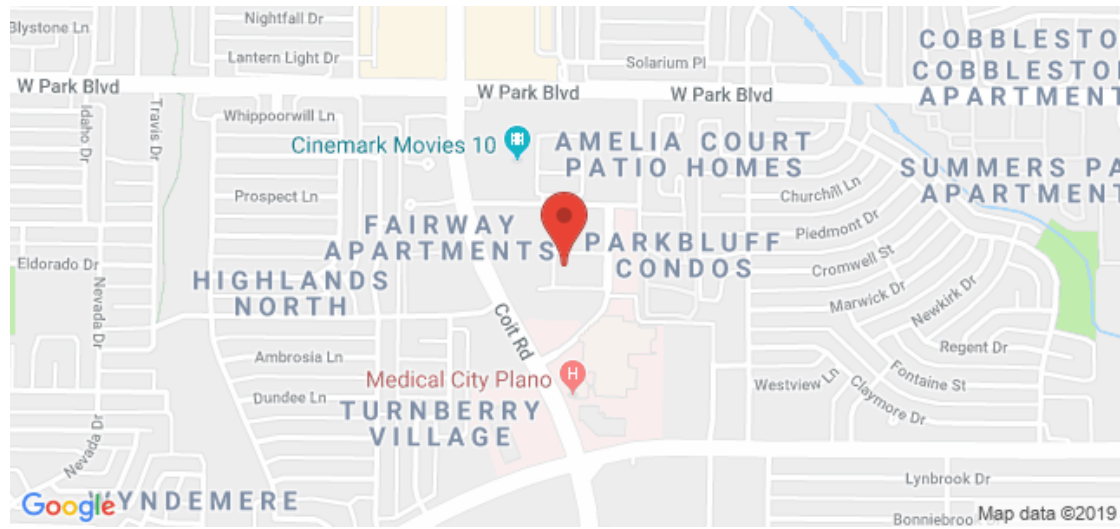 Nightfall Dr
Blystone Ln
Lantern Light Dr
Solarium Pl
COBBLESTO
COBBLESTO
APARTMENT
W Park Blvd
W Park Blvd
W Park Blvd
Idaho Dr
Travis Dr
Whippoorwill Ln
Cinemark Movies 10
AMELIA COURT
PATIO HOMES
SUMMERS PA
APARTMENT
Prospect Ln
Churchill Ln
FAIRWAY
APARTMENTS
PARKBLUFF
CONDOS
Piedmont Dr
Eldorado Dr
HIGHLANDS
NORTH
Cromwell St
Marwick Dr
Newkirk Dr
Nevada Dr
Coit Rd
Ambrosia Ln
Regent Dr
Medical City Plano
H
Westview Ln
Fontaine St
Dundee Ln
Claymore Dr
TURNBERRY
VILLAGE
Nevada Dr
Lynbrook Dr
Google
WYNDEMERE
Map data ©2019